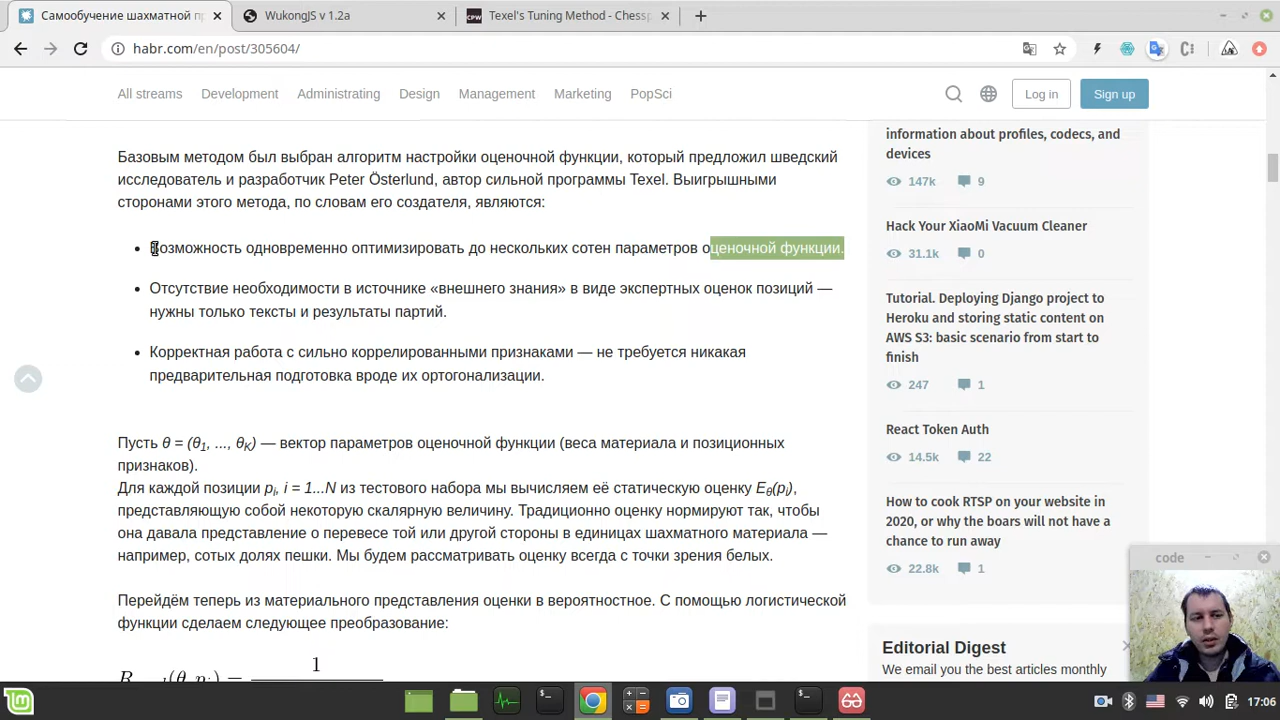 Самообучение шахматной п
WukongJS v 1.2a
Texel's Tuning Method - Chessp
habr.com/en/post/305604/
All streams Development Administrating Design Management Marketing PopSci
Log in Sign up
Базовым методом был выбран алгоритм настройки оценочной функции, который предложил шведский
исследователь и разработчик Peter Österlund, автор сильной программы Texel. Выигрышными
сторонами этого метода, по словам его создателя, являются:
Возможность одновременно оптимизировать до нескольких сотен параметров оценочной функции.
Отсутствие необходимости в источнике «внешнего знания» в виде экспертных оценок позиций —
нужны только тексты и результаты партий.
Корректная работа с сильно коррелированными признаками — не требуется никакая
предварительная подготовка вроде их ортогонализации.
Пусть θ = (θ1, ..., θK) — вектор параметров оценочной функции (веса материала и позиционных
признаков).
Для каждой позиции pi, i = 1...N из тестового набора мы вычисляем её статическую оценку Eθ(pi),
представляющую собой некоторую скалярную величину. Традиционно оценку нормируют так, чтобы
она давала представление о перевесе той или другой стороны в единицах шахматного материала —
например, сотых долях пешки. Мы будем рассматривать оценку всегда с точки зрения белых.
Перейдём теперь из материального представления оценки в вероятностное. С помощью логистической
функции сделаем следующее преобразование:
1
information about profiles, codecs, and
devices
147k 9
Hack Your XiaoMi Vacuum Cleaner
31.1k 0
Tutorial. Deploying Django project to
Heroku and storing static content on
AWS S3: basic scenario from start to
finish
247 1
React Token Auth
14.5k 22
How to cook RTSP on your website in
2020, or why the boars will not have a
chance to run away
22.8k 1
Editorial Digest
We email you the best articles monthly
code
17:06